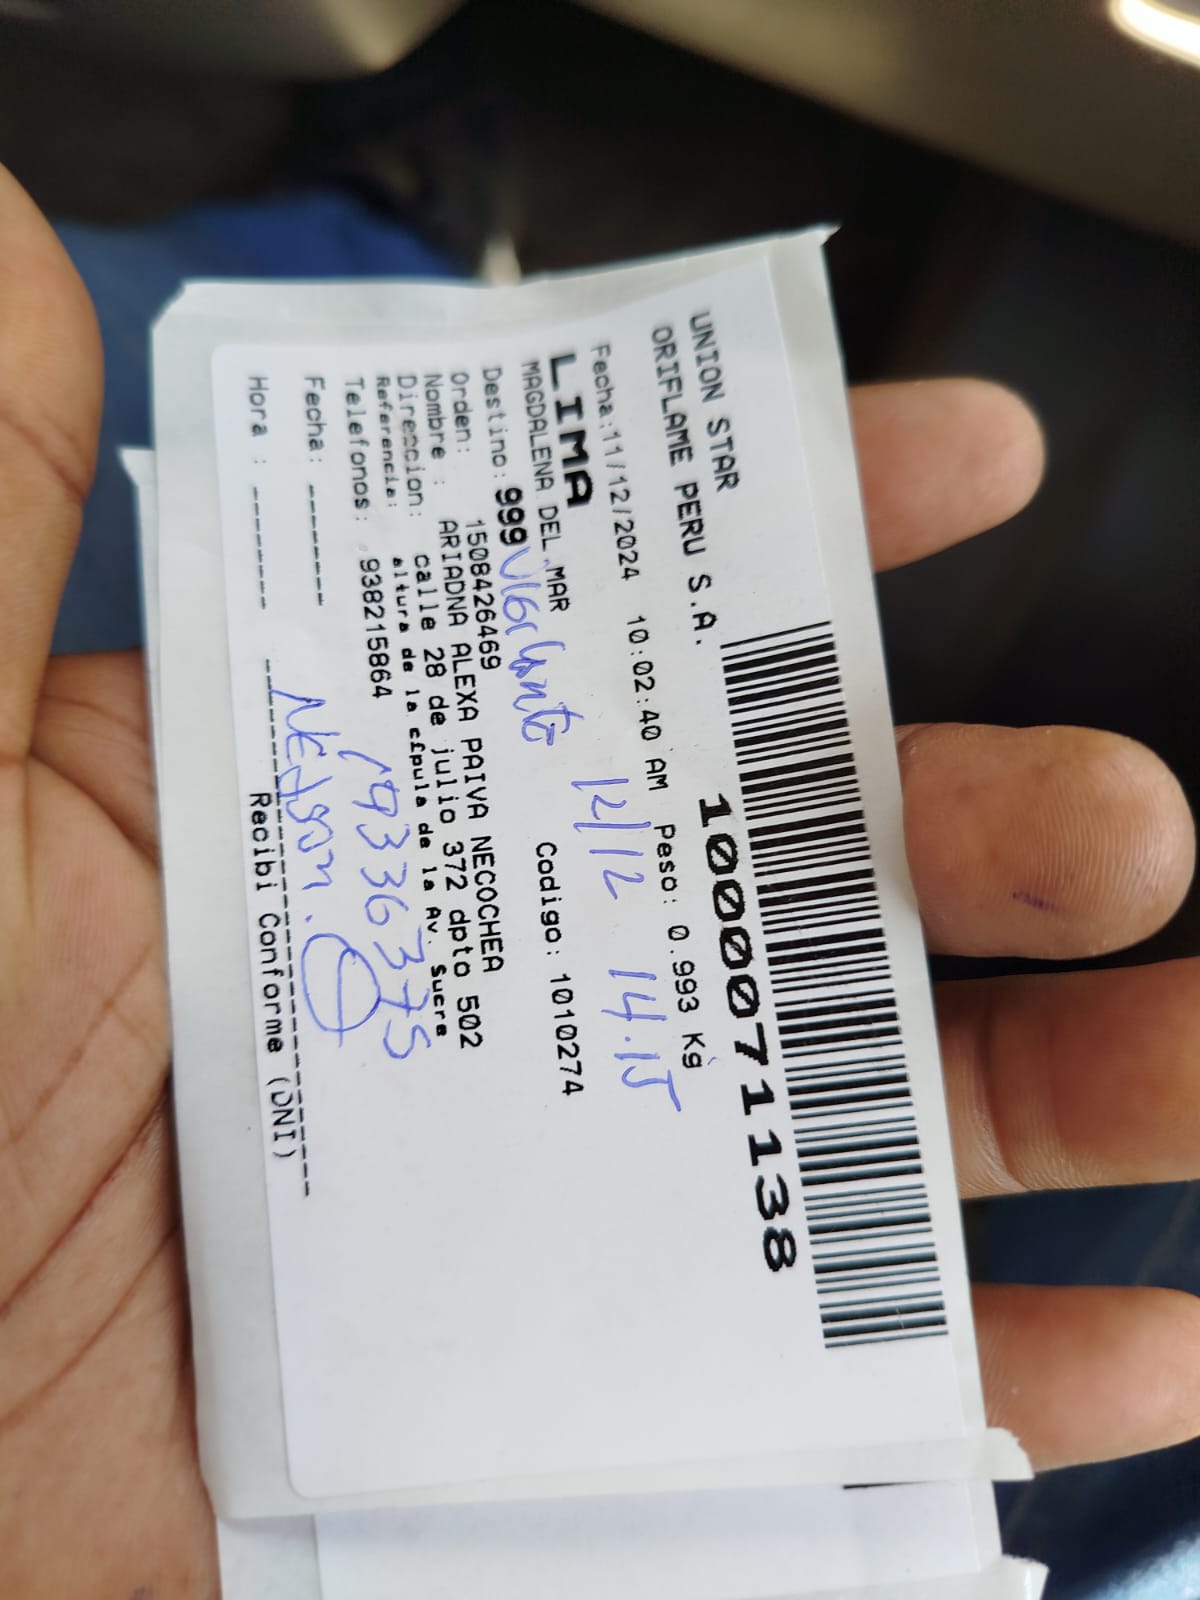 UNION STAR
ORIFLAME PERU S.A.
1000071138
Fecha:11/12/2024 10:02:40 AM Peso: 0.993 Kg
LIMA 12/12 14.15
MAGDALENA DEL MAR Codigo: 1010274
Destino: 999 Vigilante
Orden: 1508426469
Nombre : ARIADNA ALEXA PAIVA NECOCHEA
Direccion: calle 28 de julio 372 dpto 502
Referencia: altura de la cfpula de la Av. Sucre
Telefonos: 938215864
Fecha: -------
Hora : --------
Recibi Conforme (DNI)